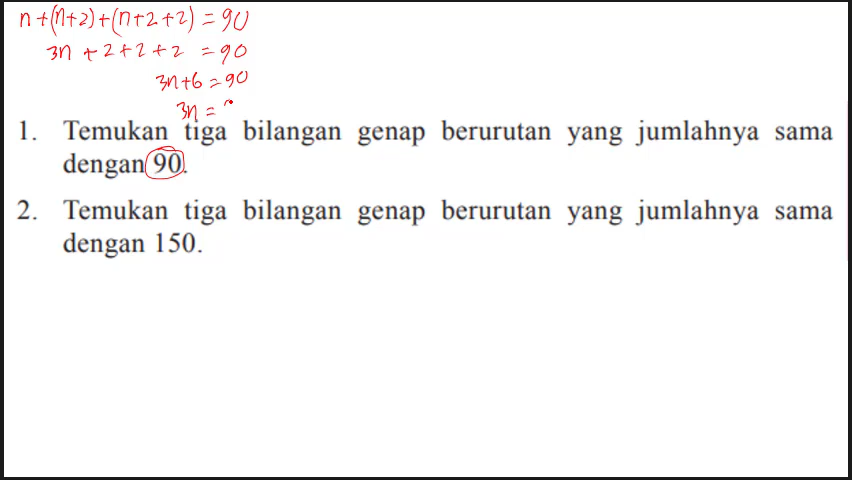 n+(n+2)+(n+2+2) = 90
3n + 2+2+2 = 90
3n+6 = 90
3n =
1. Temukan tiga bilangan genap berurutan yang jumlahnya sama
dengan 90.
2. Temukan tiga bilangan genap berurutan yang jumlahnya sama
dengan 150.